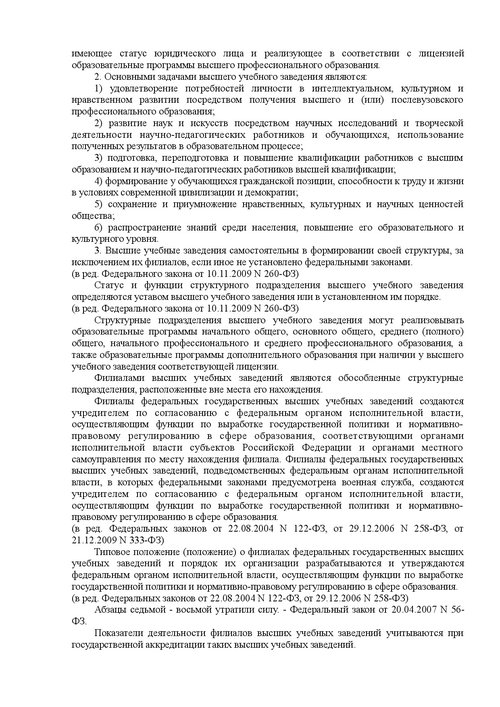 имеющее статус юридического лица и реализующее в соответствии с лицензией
образовательные программы высшего профессионального образования.
2. Основными задачами высшего учебного заведения являются:
1) удовлетворение потребностей личности в интеллектуальном, культурном и
нравственном развитии посредством получения высшего и (или) послевузовского
профессионального образования;
2) развитие наук и искусств посредством научных исследований и творческой
деятельности научно-педагогических работников и обучающихся, использование
полученных результатов в образовательном процессе;
3) подготовка, переподготовка и повышение квалификации работников с высшим
образованием и научно-педагогических работников высшей квалификации;
4) формирование у обучающихся гражданской позиции, способности к труду и жизни
в условиях современной цивилизации и демократии;
5) сохранение и приумножение нравственных, культурных и научных ценностей
общества;
6) распространение знаний среди населения, повышение его образовательного и
культурного уровня.
3. Высшие учебные заведения самостоятельны в формировании своей структуры, за
исключением их филиалов, если иное не установлено федеральными законами.
(в ред. Федерального закона от 10.11.2009 N 260-ФЗ)
Статус и функции структурного подразделения высшего учебного заведения
определяются уставом высшего учебного заведения или в установленном им порядке.
(в ред. Федерального закона от 10.11.2009 N 260-ФЗ)
Структурные подразделения высшего учебного заведения могут реализовывать
образовательные программы начального общего, основного общего, среднего (полного)
общего, начального профессионального и среднего профессионального образования, а
также образовательные программы дополнительного образования при наличии у высшего
учебного заведения соответствующей лицензии.
Филиалами высших учебных заведений являются обособленные структурные
подразделения, расположенные вне места его нахождения.
Филиалы федеральных государственных высших учебных заведений создаются
учредителем по согласованию с федеральным органом исполнительной власти,
осуществляющим функции по выработке государственной политики и нормативно-
правовому регулированию в сфере образования, соответствующими органами
исполнительной власти субъектов Российской Федерации и органами местного
самоуправления по месту нахождения филиала. Филиалы федеральных государственных
высших учебных заведений, подведомственных федеральным органам исполнительной
власти, в которых федеральными законами предусмотрена военная служба, создаются
учредителем по согласованию с федеральным органом исполнительной власти,
осуществляющим функции по выработке государственной политики и нормативно-
правовому регулированию в сфере образования.
(в ред. Федеральных законов от 22.08.2004 N 122-ФЗ, от 29.12.2006 N 258-ФЗ, от
21.12.2009 N 333-ФЗ)
Типовое положение (положение) о филиалах федеральных государственных высших
учебных заведений и порядок их организации разрабатываются и утверждаются
федеральным органом исполнительной власти, осуществляющим функции по выработке
государственной политики и нормативно-правовому регулированию в сфере образования.
(в ред. Федеральных законов от 22.08.2004 N 122-ФЗ, от 29.12.2006 N 258-ФЗ)
Абзацы седьмой - восьмой утратили силу. - Федеральный закон от 20.04.2007 N 56-
ФЗ.
Показатели деятельности филиалов высших учебных заведений учитываются при
государственной аккредитации таких высших учебных заведений.